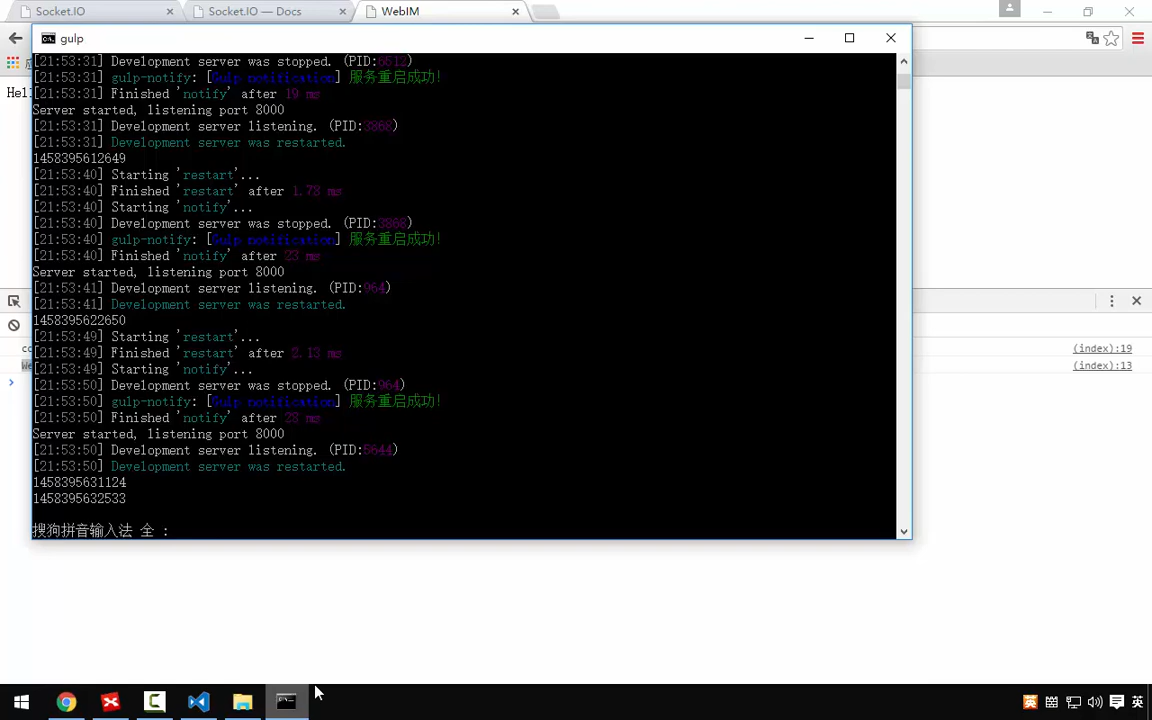 Socket.IO
Socket.IO — Docs
WebIM
gulp
[21:53:31] Development server was stopped. (PID:6512)
[21:53:31] gulp-notify: [Gulp notification] 服务重启成功!
[21:53:31] Finished 'notify' after 19 ms
Server started, listening port 8000
[21:53:31] Development server listening. (PID:3868)
[21:53:31] Development server was restarted.
1458395612649
[21:53:40] Starting 'restart'...
[21:53:40] Finished 'restart' after 1.73 ms
[21:53:40] Starting 'notify'...
[21:53:40] Development server was stopped. (PID:3868)
[21:53:40] gulp-notify: [Gulp notification] 服务重启成功!
[21:53:40] Finished 'notify' after 23 ms
Server started, listening port 8000
[21:53:41] Development server listening. (PID:964)
[21:53:41] Development server was restarted.
1458395622650
[21:53:49] Starting 'restart'...
[21:53:49] Finished 'restart' after 2.13 ms
[21:53:49] Starting 'notify'...
[21:53:50] Development server was stopped. (PID:964)
[21:53:50] gulp-notify: [Gulp notification] 服务重启成功!
[21:53:50] Finished 'notify' after 28 ms
Server started, listening port 8000
[21:53:50] Development server listening. (PID:5644)
[21:53:50] Development server was restarted.
1458395631124
1458395632533
搜狗拼音输入法 全 :
Hel
(index):19
(index):13
英
英